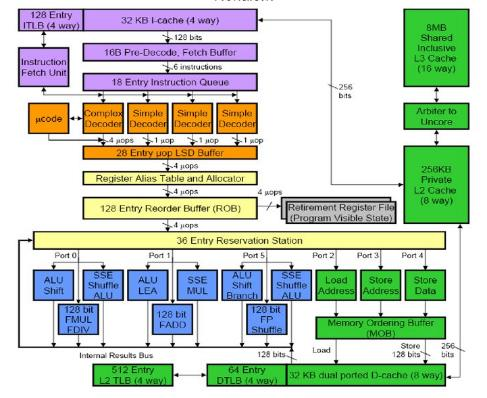 128 Entry
ITLB (4 way)
32 KB I-cache (4 way)
8MB
Shared
Inclusive
L3 Cache
(16 way)
128 bits
Instruction
Fetch Unit
16B Pre-Decode, Fetch Buffer
6 instructions
18 Entry Instruction Queue
256
bits
µcode
Complex
Decoder
Simple
Decoder
Simple
Decoder
Simple
Decoder
Arbiter to
Uncore
4 µops
1 µop
1 µop
1 µop
28 Entry µop LSD Buffer
4 µops
Register Alias Table and Allocator
256KB
Private
L2 Cache
(8 way)
4 µops
4 µops
128 Entry Reorder Buffer (ROB)
Retirement Register File
(Program Visible State)
4 µops
36 Entry Reservation Station
Port 0
Port 1
Port 5
Port 2
Port 3
Port 4
ALU
Shift
SSE
Shuffle
ALU
ALU
LEA
SSE
MUL
ALU
Shift
Branch
SSE
Shuffle
ALU
Load
Address
Store
Address
Store
Data
128 bit
FMUL
FDIV
128 bit
FADD
128 bit
FP
Shuffle
Memory Ordering Buffer
(MOB)
Internal Results Bus
128 bits
Load
Store
128 bits
256
bits
512 Entry
L2 TLB (4 way)
64 Entry
DTLB (4 way)
32 KB dual ported D-cache (8 way)